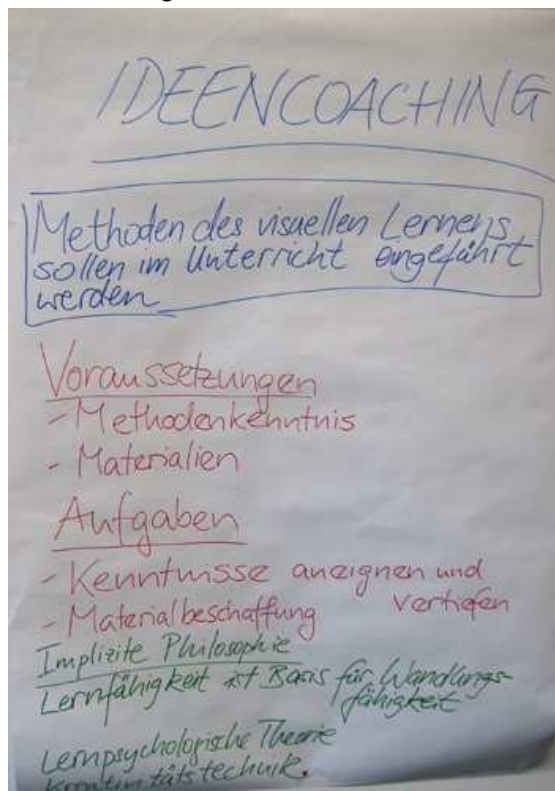 IDEENCOACHING
Methoden des visuellen Lernens
sollen im Unterricht eingeführt
werden
Voraussetzungen
- Methodenkenntnis
- Materialien
Aufgaben
- Kenntnisse aneignen und
vertiefen
- Materialbeschaffung
Implizite Philosophie
Lernfähigkeit ist Basis für Wandlungs-
fähigkeit
Lernpsychologische Theorie
Kreativitätstechnik.